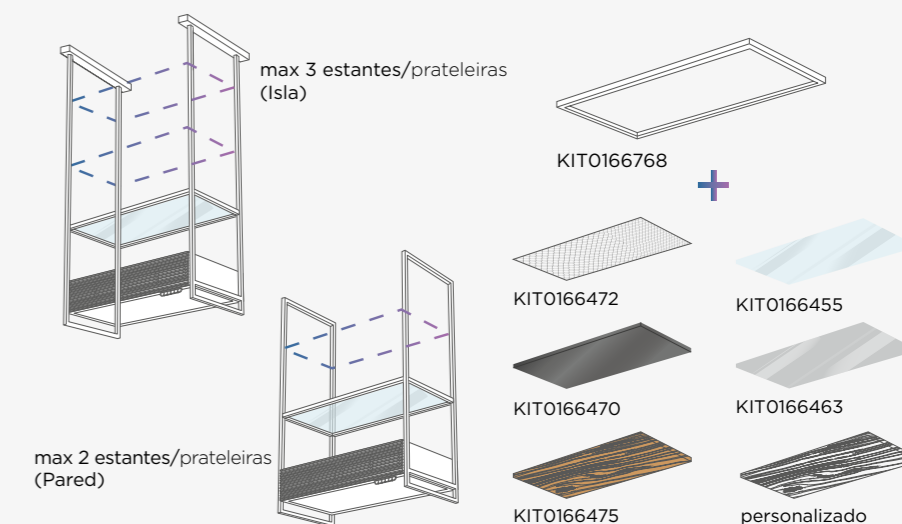 max 3 estantes/prateleiras
(Isla)
KIT0166768
KIT0166472
KIT0166455
KIT0166470
KIT0166463
max 2 estantes/prateleiras
(Pared)
KIT0166475
personalizado